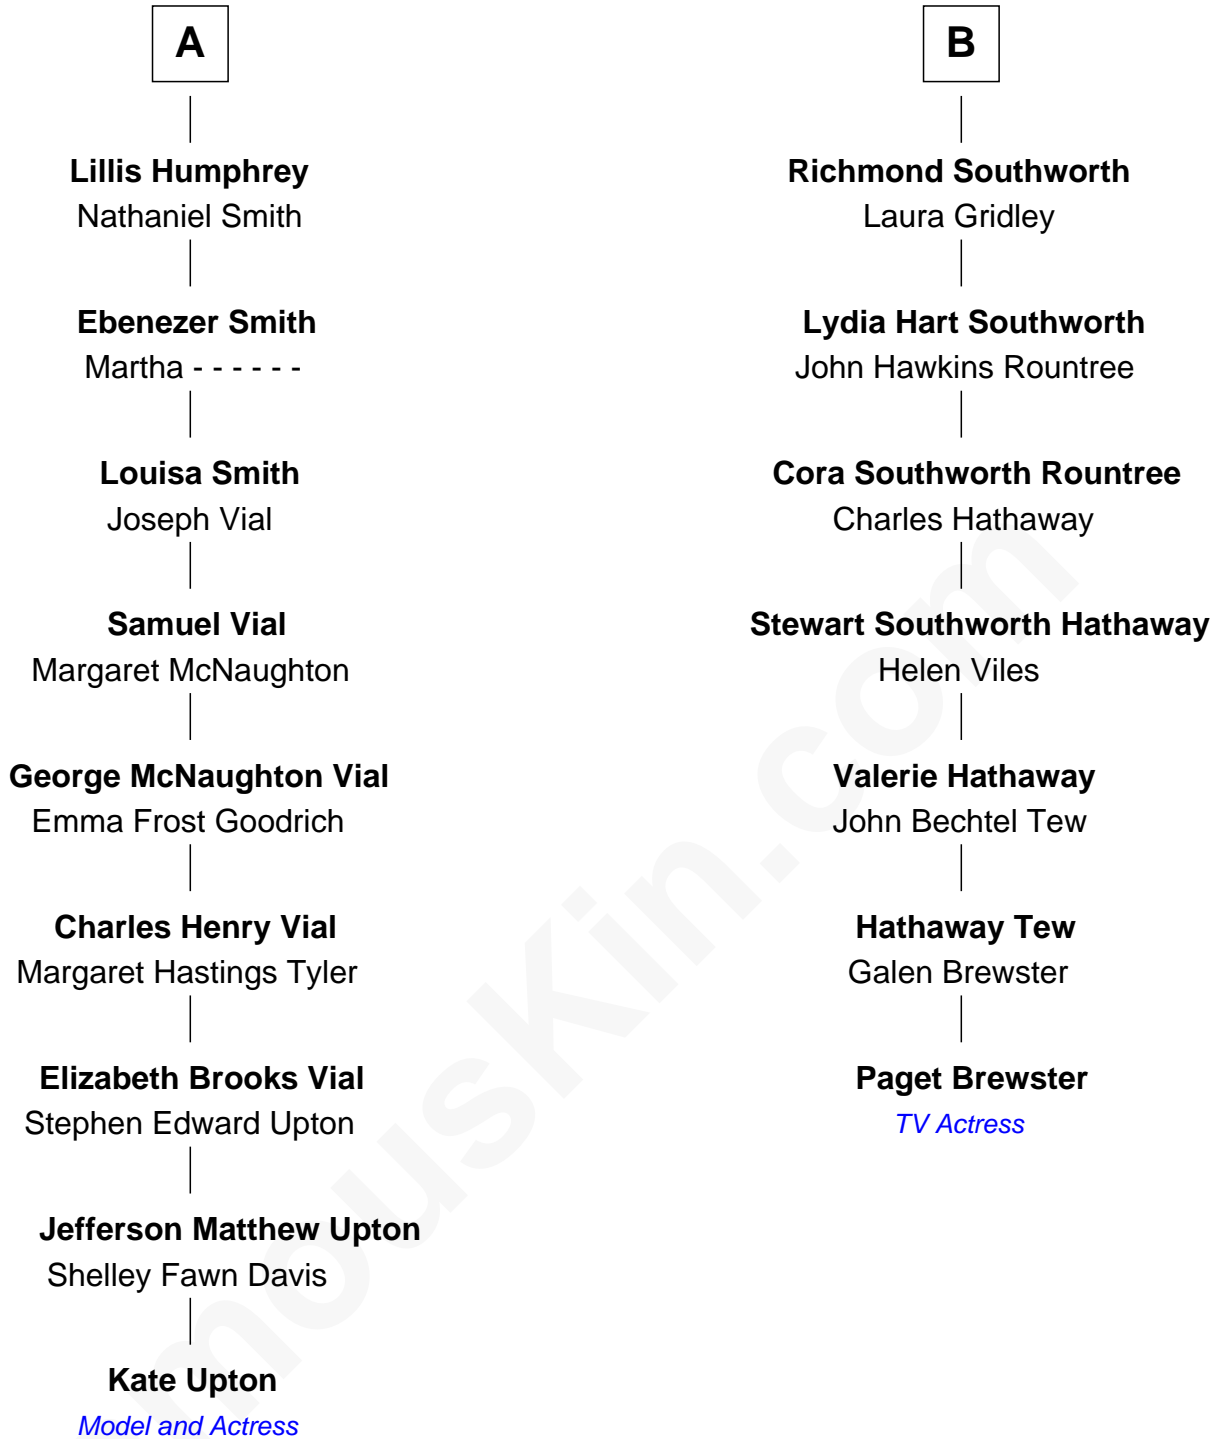 A
Lillis Humphrey
Nathaniel Smith
Ebenezer Smith
Martha - - - - - -
Louisa Smith
Joseph Vial
Samuel Vial
Margaret McNaughton
George McNaughton Vial
Emma Frost Goodrich
Charles Henry Vial
Margaret Hastings Tyler
Elizabeth Brooks Vial
Stephen Edward Upton
Jefferson Matthew Upton
Shelley Fawn Davis
Kate Upton
Model and Actress
B
Richmond Southworth
Laura Gridley
Lydia Hart Southworth
John Hawkins Rountree
Cora Southworth Rountree
Charles Hathaway
Stewart Southworth Hathaway
Helen Viles
Valerie Hathaway
John Bechtel Tew
Hathaway Tew
Galen Brewster
Paget Brewster
TV Actress
mousKin.com